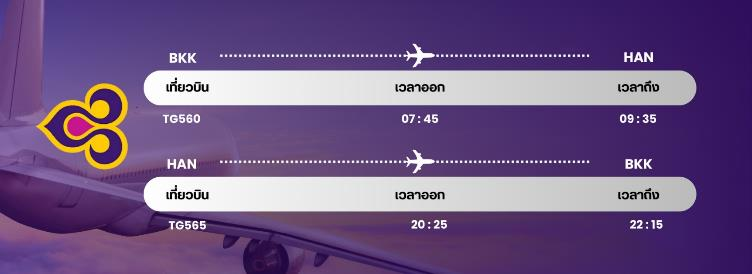 BKK HAN
เที่ยวบิน เวลาออก เวลาถึง
TG560 07:45 09:35
HAN BKK
เที่ยวบิน เวลาออก เวลาถึง
TG565 20:25 22:15